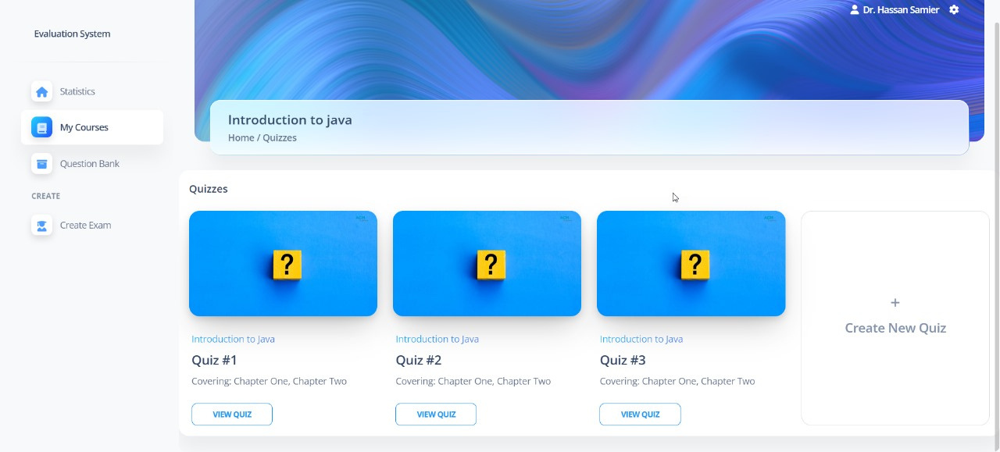 Dr. Hassan Samier
Evaluation System
Statistics
My Courses
Question Bank
CREATE
Create Exam
Introduction to java
Home / Quizzes
Quizzes
?
?
?
Introduction to Java
Quiz #1
Covering: Chapter One, Chapter Two
VIEW QUIZ
Introduction to Java
Quiz #2
Covering: Chapter One, Chapter Two
VIEW QUIZ
Introduction to Java
Quiz #3
Covering: Chapter One, Chapter Two
VIEW QUIZ
+
Create New Quiz